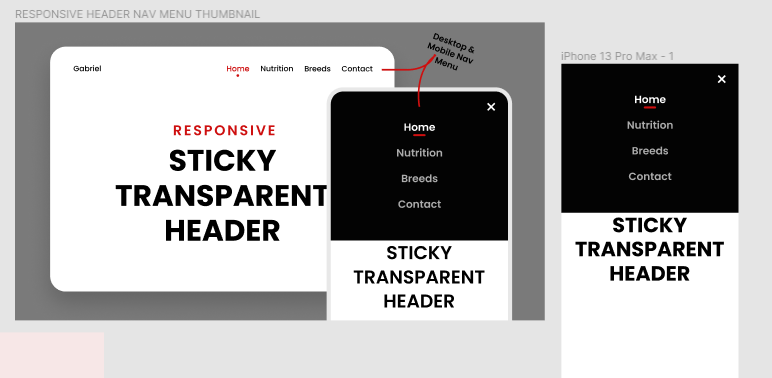 RESPONSIVE HEADER NAV MENU THUMBNAIL
Gabriel
Home Nutrition Breeds Contact
Desktop &
Mobile Nav
Menu
RESPONSIVE
STICKY
TRANSPARENT
HEADER
×
Home
Nutrition
Breeds
Contact
STICKY
TRANSPARENT
HEADER
iPhone 13 Pro Max - 1
×
Home
Nutrition
Breeds
Contact
STICKY
TRANSPARENT
HEADER